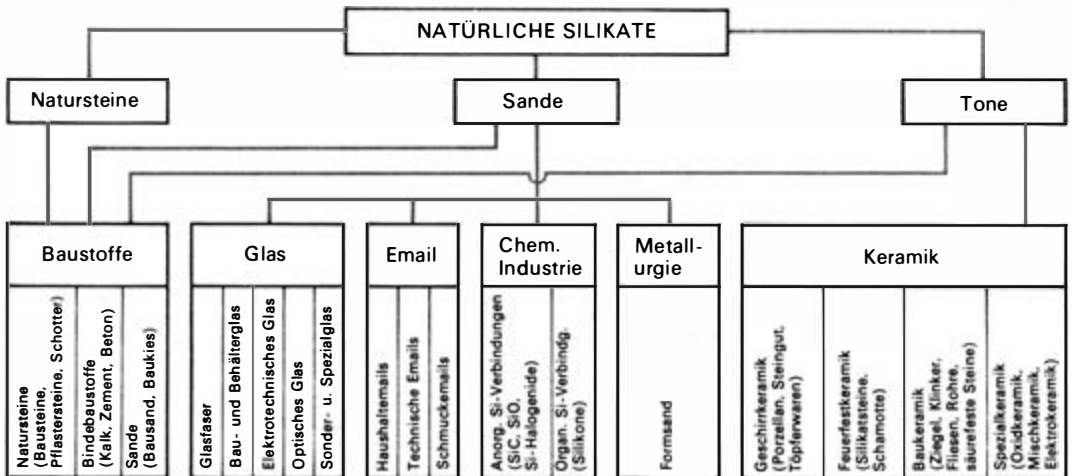 NATÜRLICHE SILIKATE
Natursteine
Sande
Tone
Baustoffe
Natursteine
(Bausteine,
Pflastersteine, Schotter)
Bindebaustoffe
(Kalk, Zement, Beton)
Sande
(Bausand, Baukies)
Glas
Glasfaser
Bau- und Behälterglas
Elektrotechnisches Glas
Optisches Glas
Sonder- u. Spezialglas
Email
Haushaltemails
Technische Emails
Schmuckemails
Chem.
Industrie
Anorg. Si-Verbindungen
(SiC, SiO,
Si-Halogenide)
Organ. Si-Verbindg.
(Silikone)
Metall-
urgie
Formsand
Keramik
Geschirrkeramik
(Porzellan, Steingut,
Töpferwaren)
Feuerfestkeramik
(Silikatsteine,
Schamotte)
Baukeramik
(Ziegel, Klinker,
Fliesen, Rohre,
säurefeste Steine)
Spezialkeramik
(Oxidkeramik,
Mischkeramik,
Elektrokeramik)